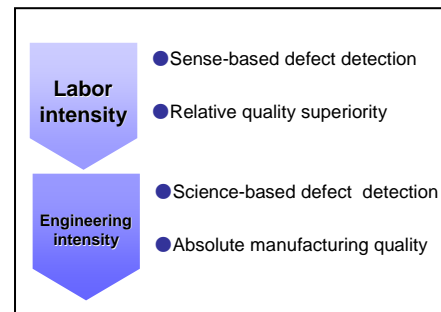 Labor
intensity
●Sense-based defect detection
●Relative quality superiority
Engineering
intensity
●Science-based defect detection
●Absolute manufacturing quality